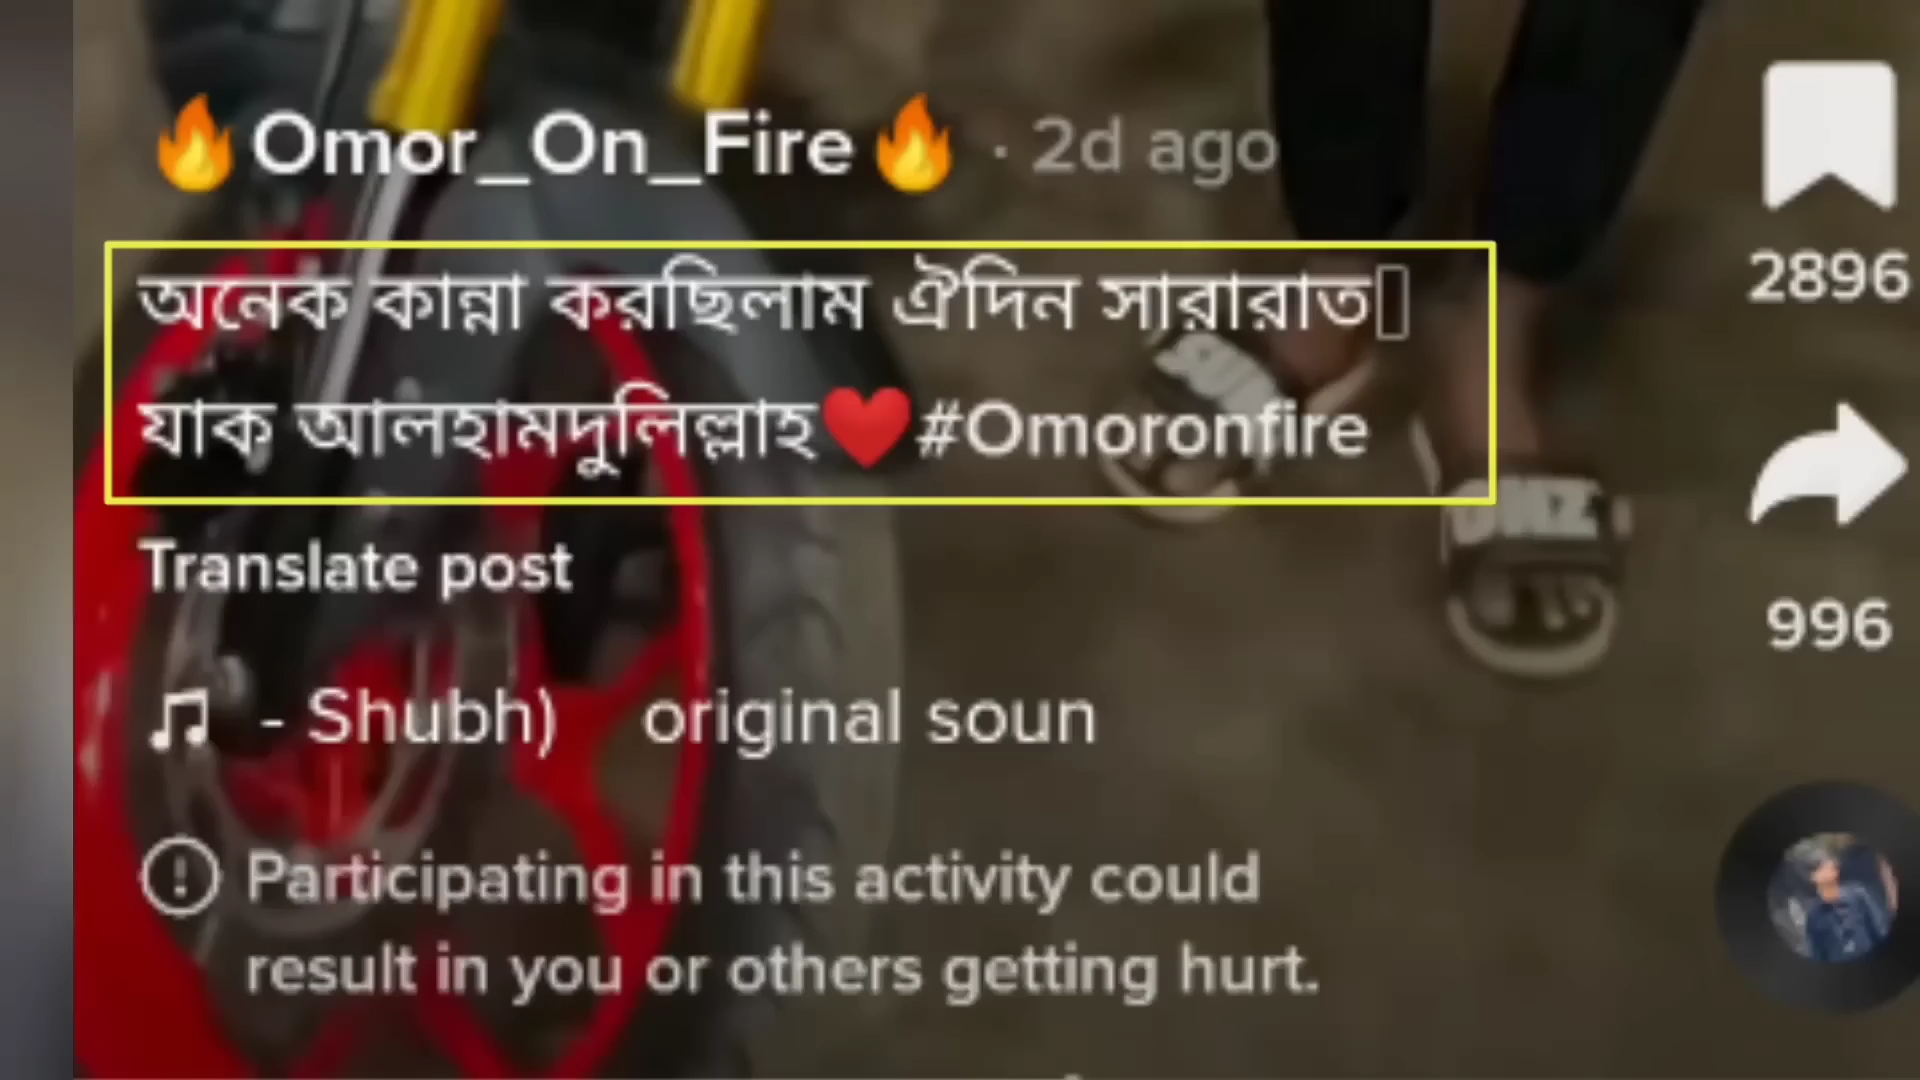 🔥Omor_On_Fire🔥 · 2d ago
অনেক কান্না করছিলাম ঐদিন সারারাত
যাক আলহামদুলিল্লাহ❤️#Omoronfire
2896
Translate post
996
- Shubh) original soun
Participating in this activity could
result in you or others getting hurt.